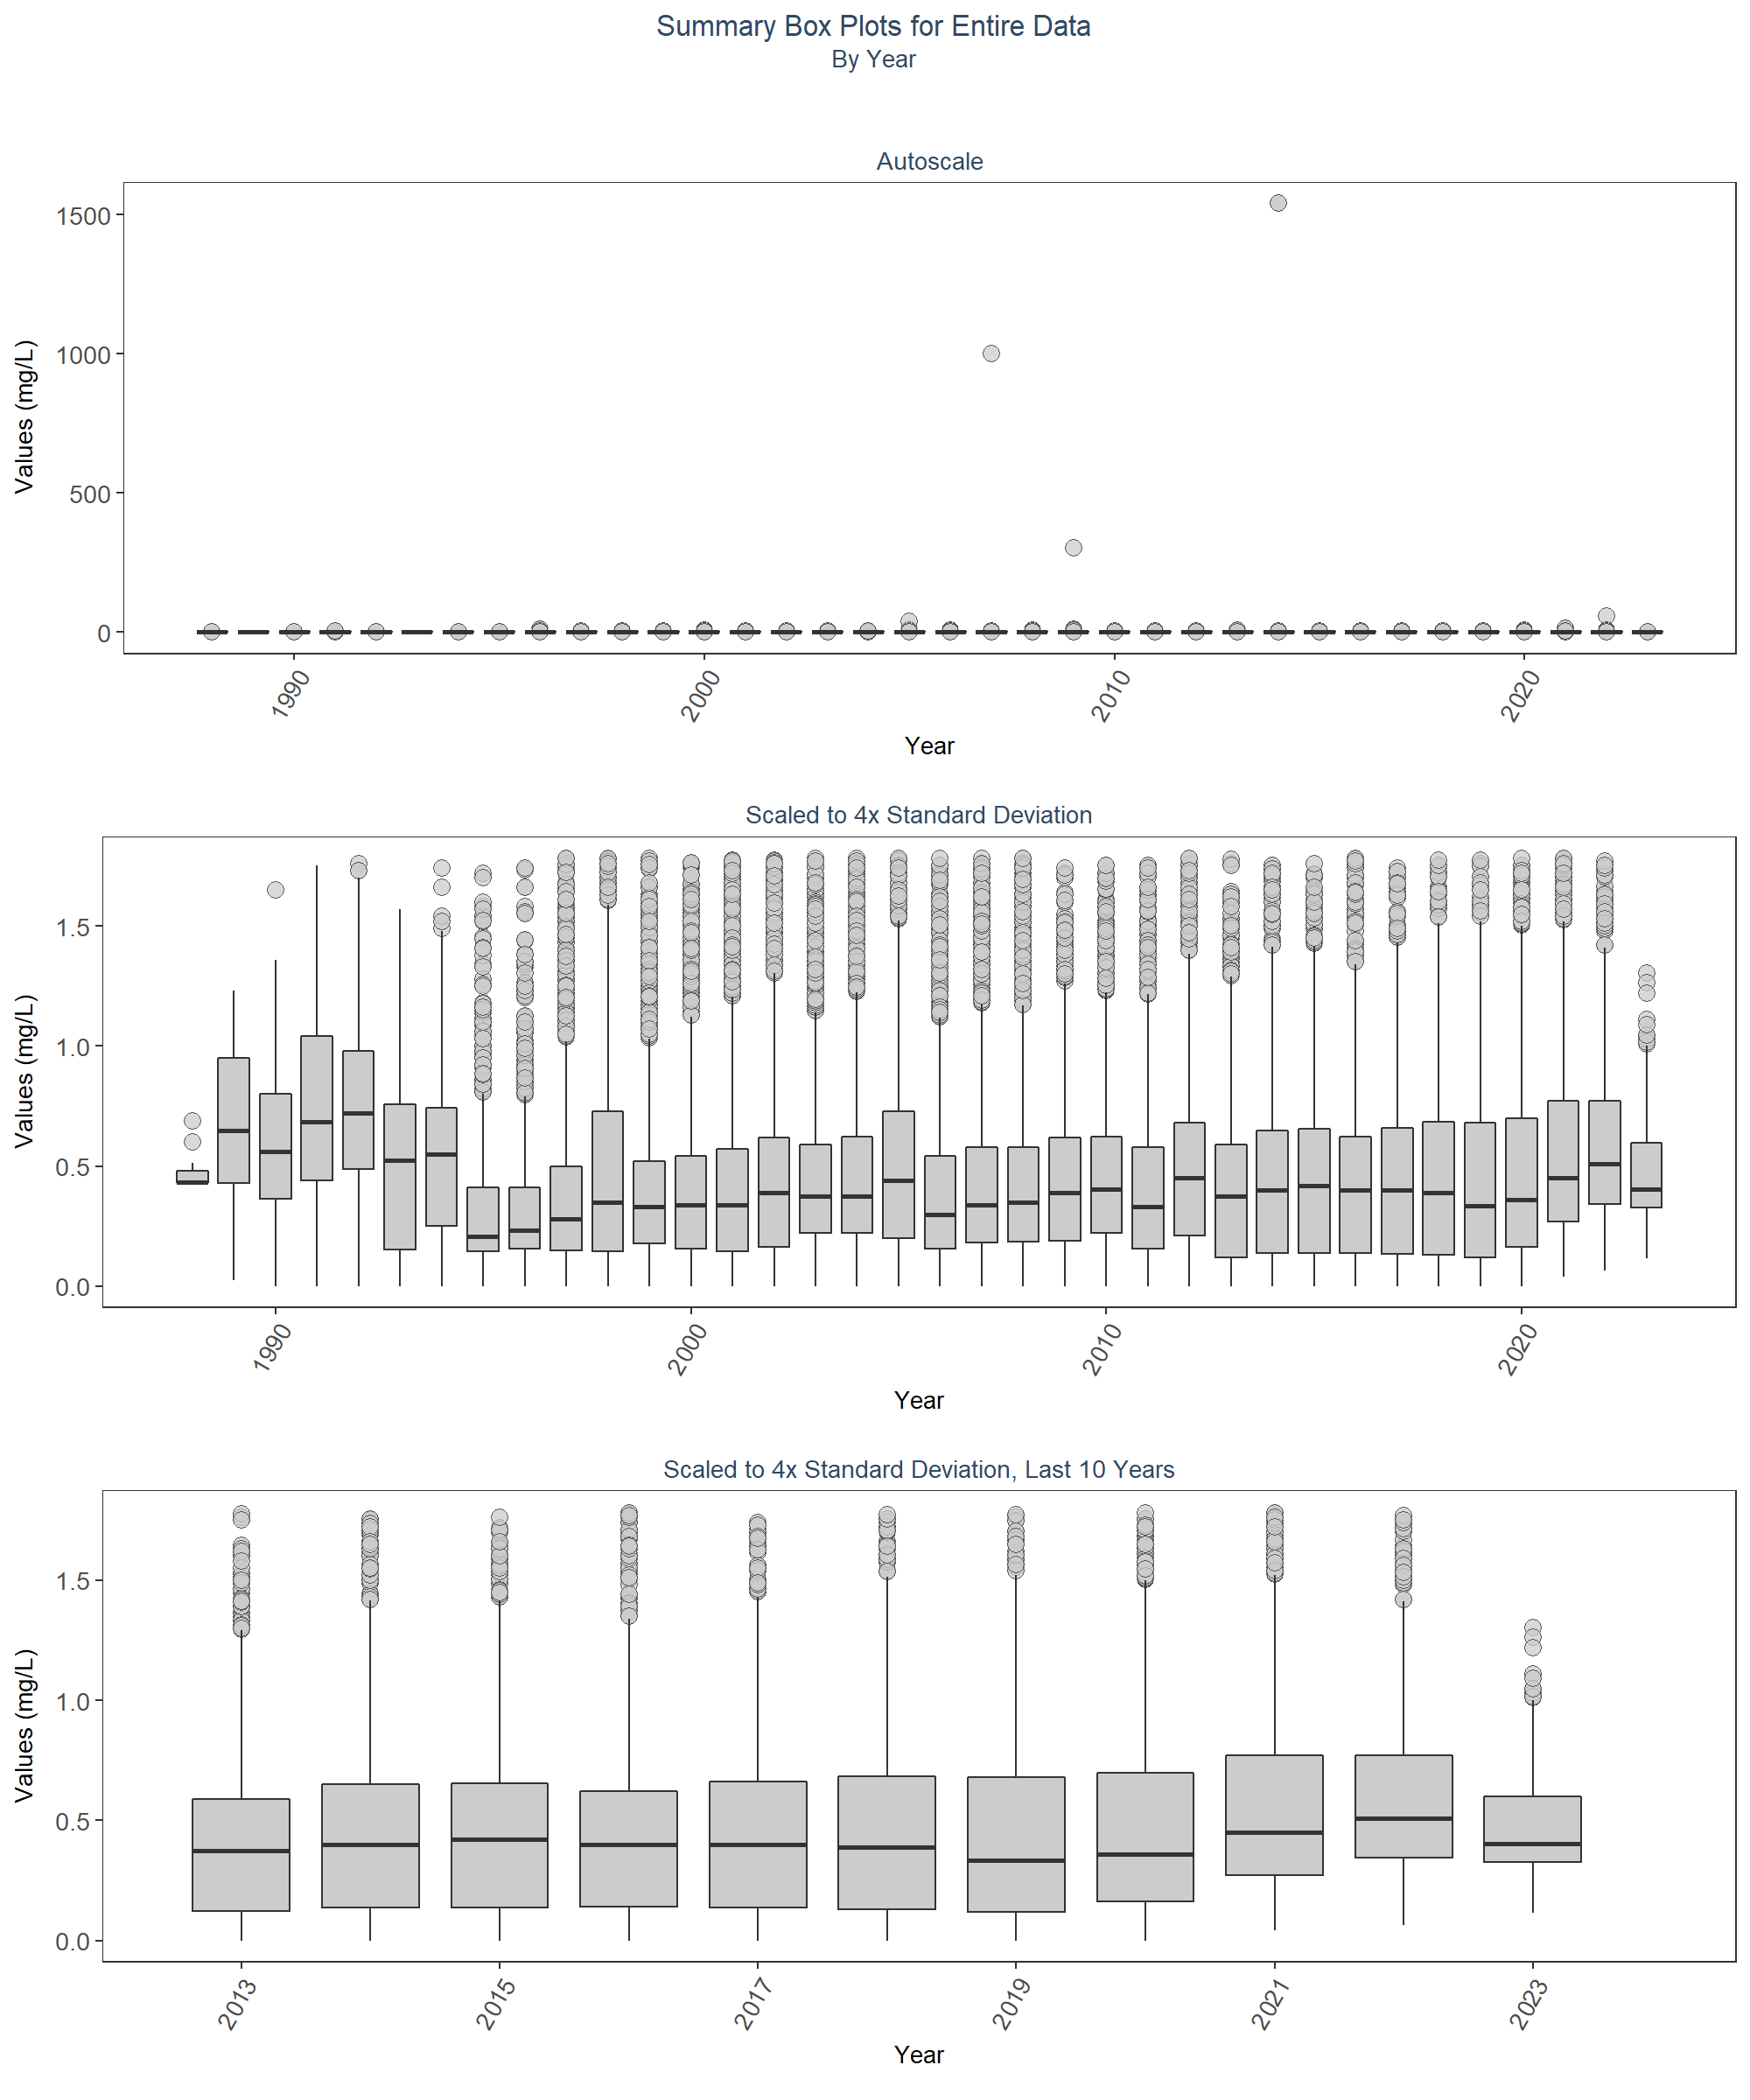 Summary Box Plots for Entire Data
By Year
Autoscale
Values (mg/L)
1500
1000
500
0
1990
2000
2010
2020
Year
Scaled to 4x Standard Deviation
Values (mg/L)
1.5
1.0
0.5
0.0
1990
2000
2010
2020
Year
Scaled to 4x Standard Deviation, Last 10 Years
Values (mg/L)
1.5
1.0
0.5
0.0
2013
2015
2017
2019
2021
2023
Year